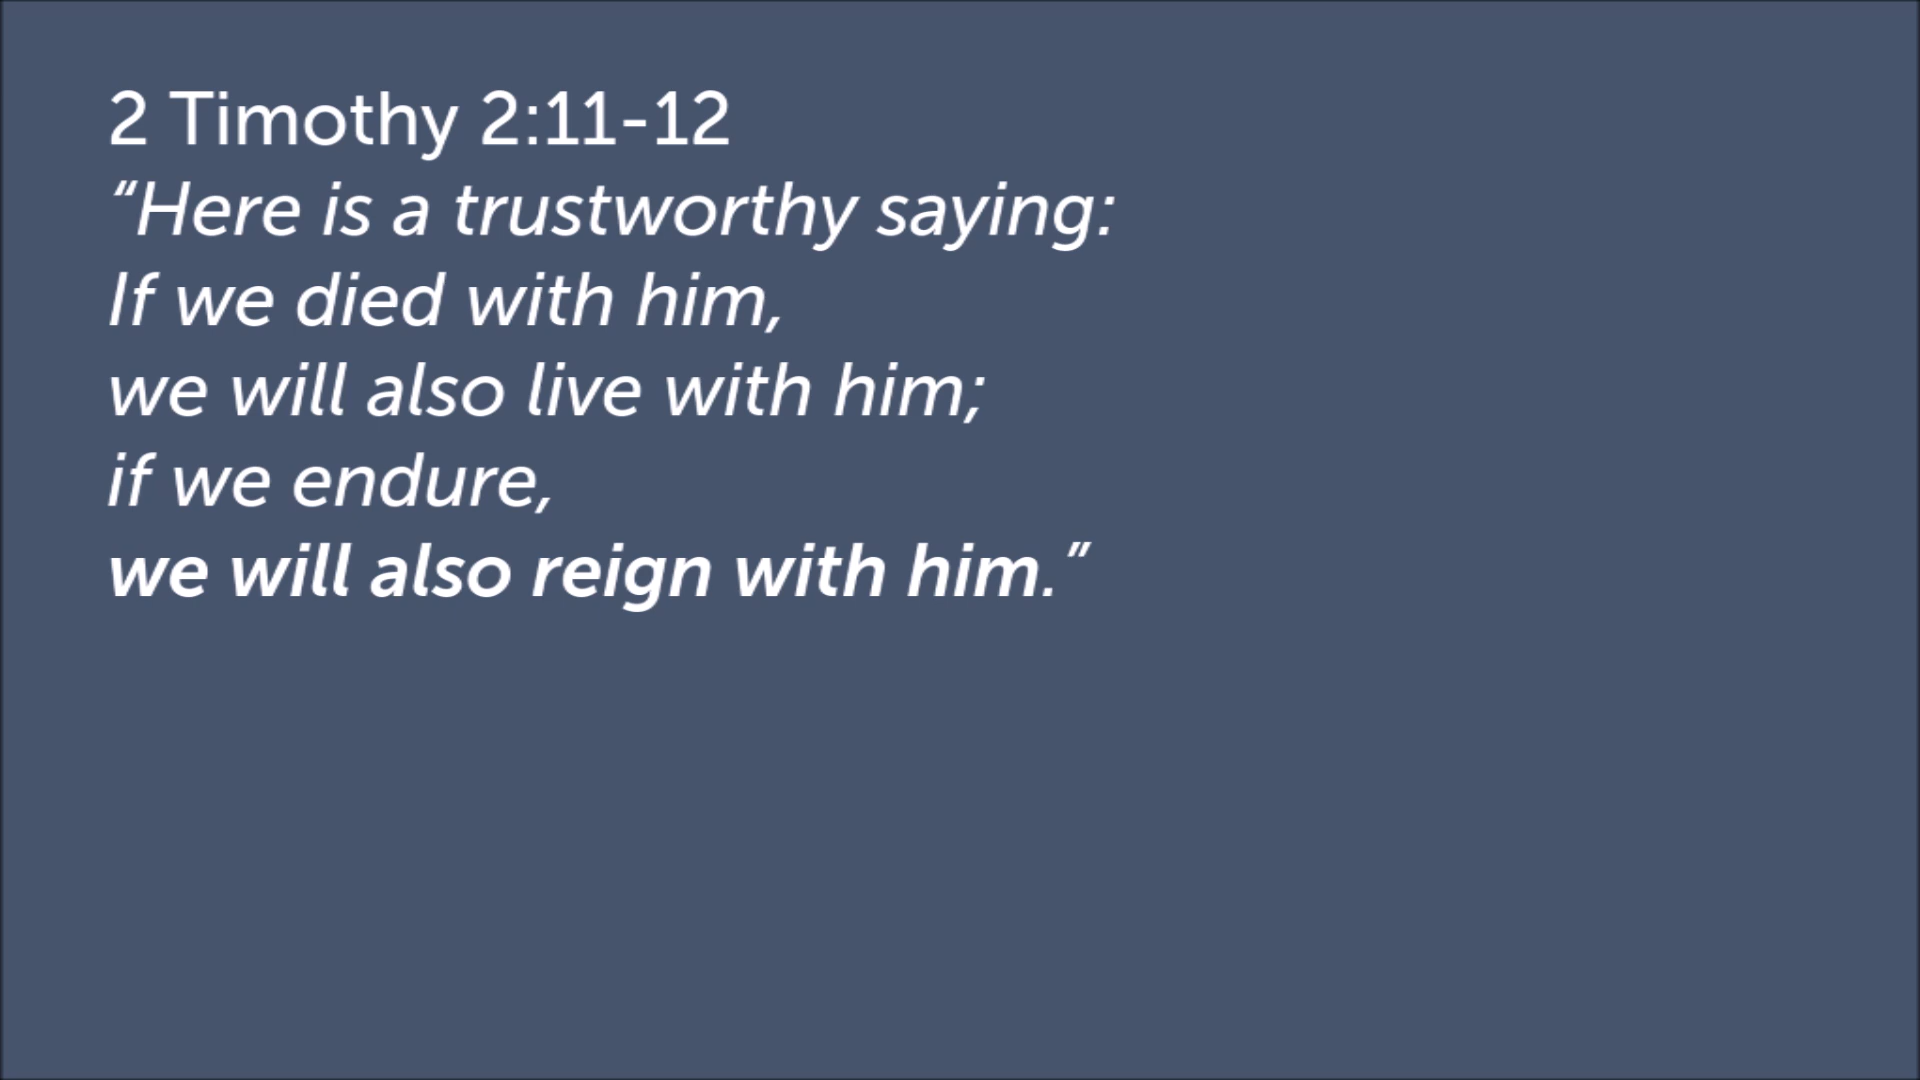 2 Timothy 2:11-12
“Here is a trustworthy saying:
If we died with him,
we will also live with him;
if we endure,
we will also reign with him.”